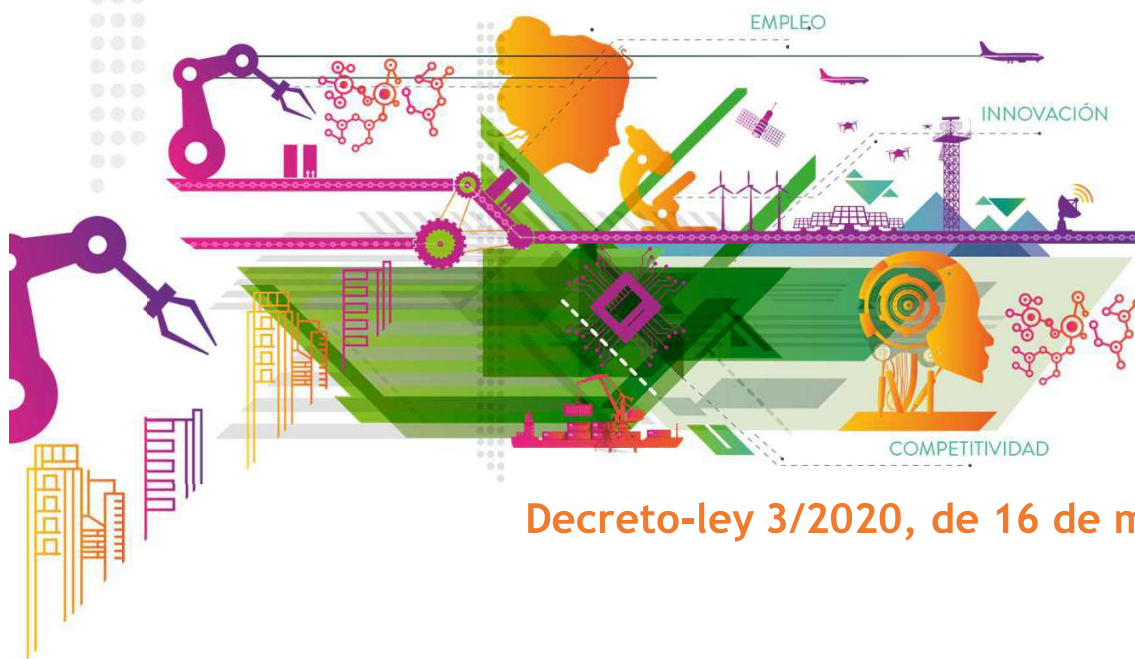 EMPLEO
INNOVACIÓN
COMPETITIVIDAD
Decreto-ley 3/2020, de 16 de